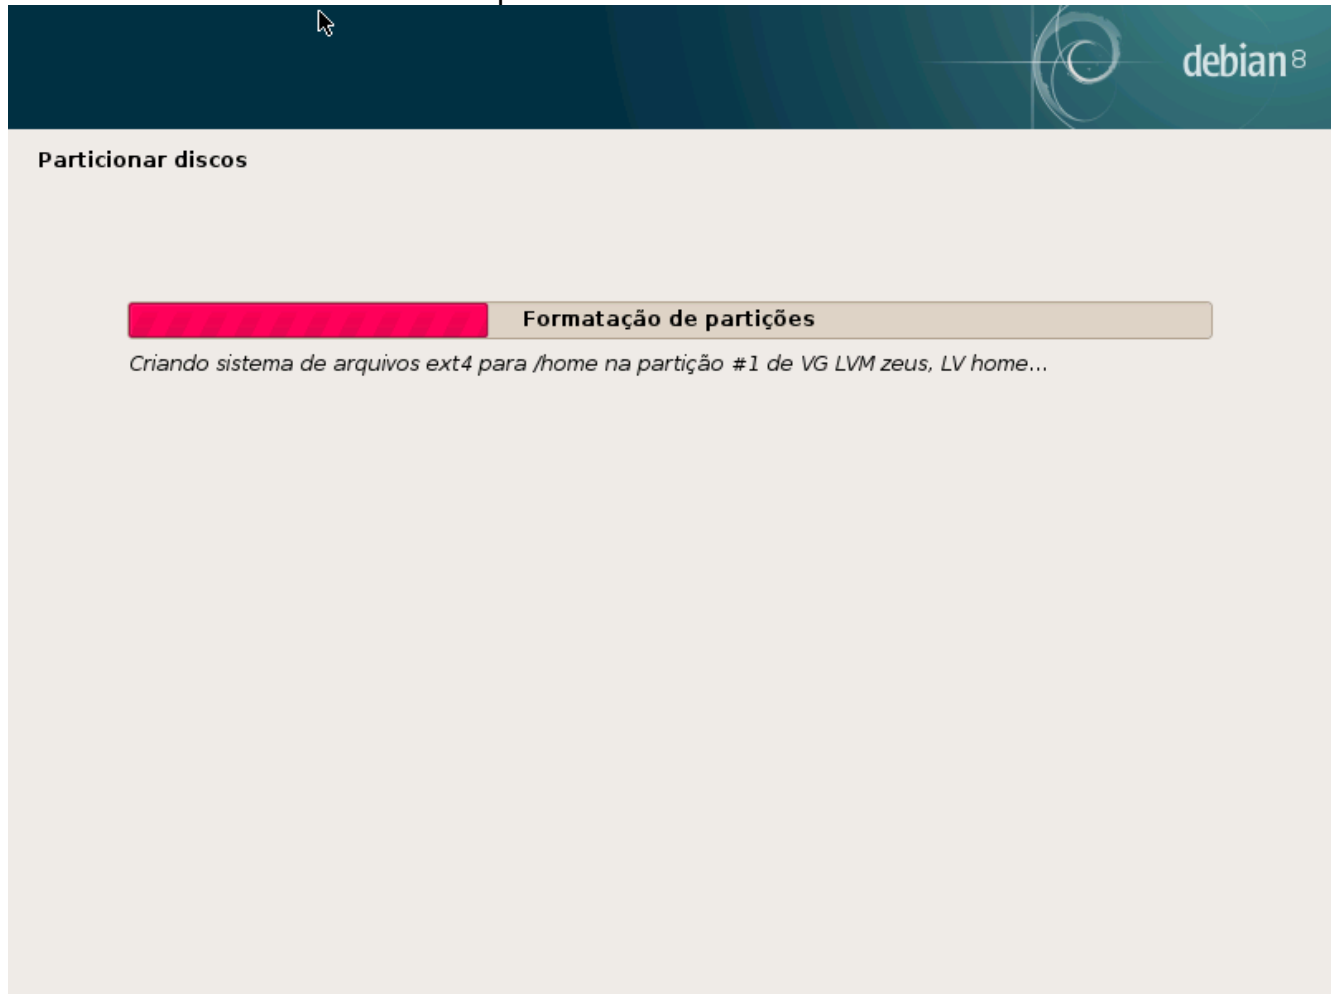 debian 8
Particionar discos
Formatação de partições
Criando sistema de arquivos ext4 para /home na partição #1 de VG LVM zeus, LV home...